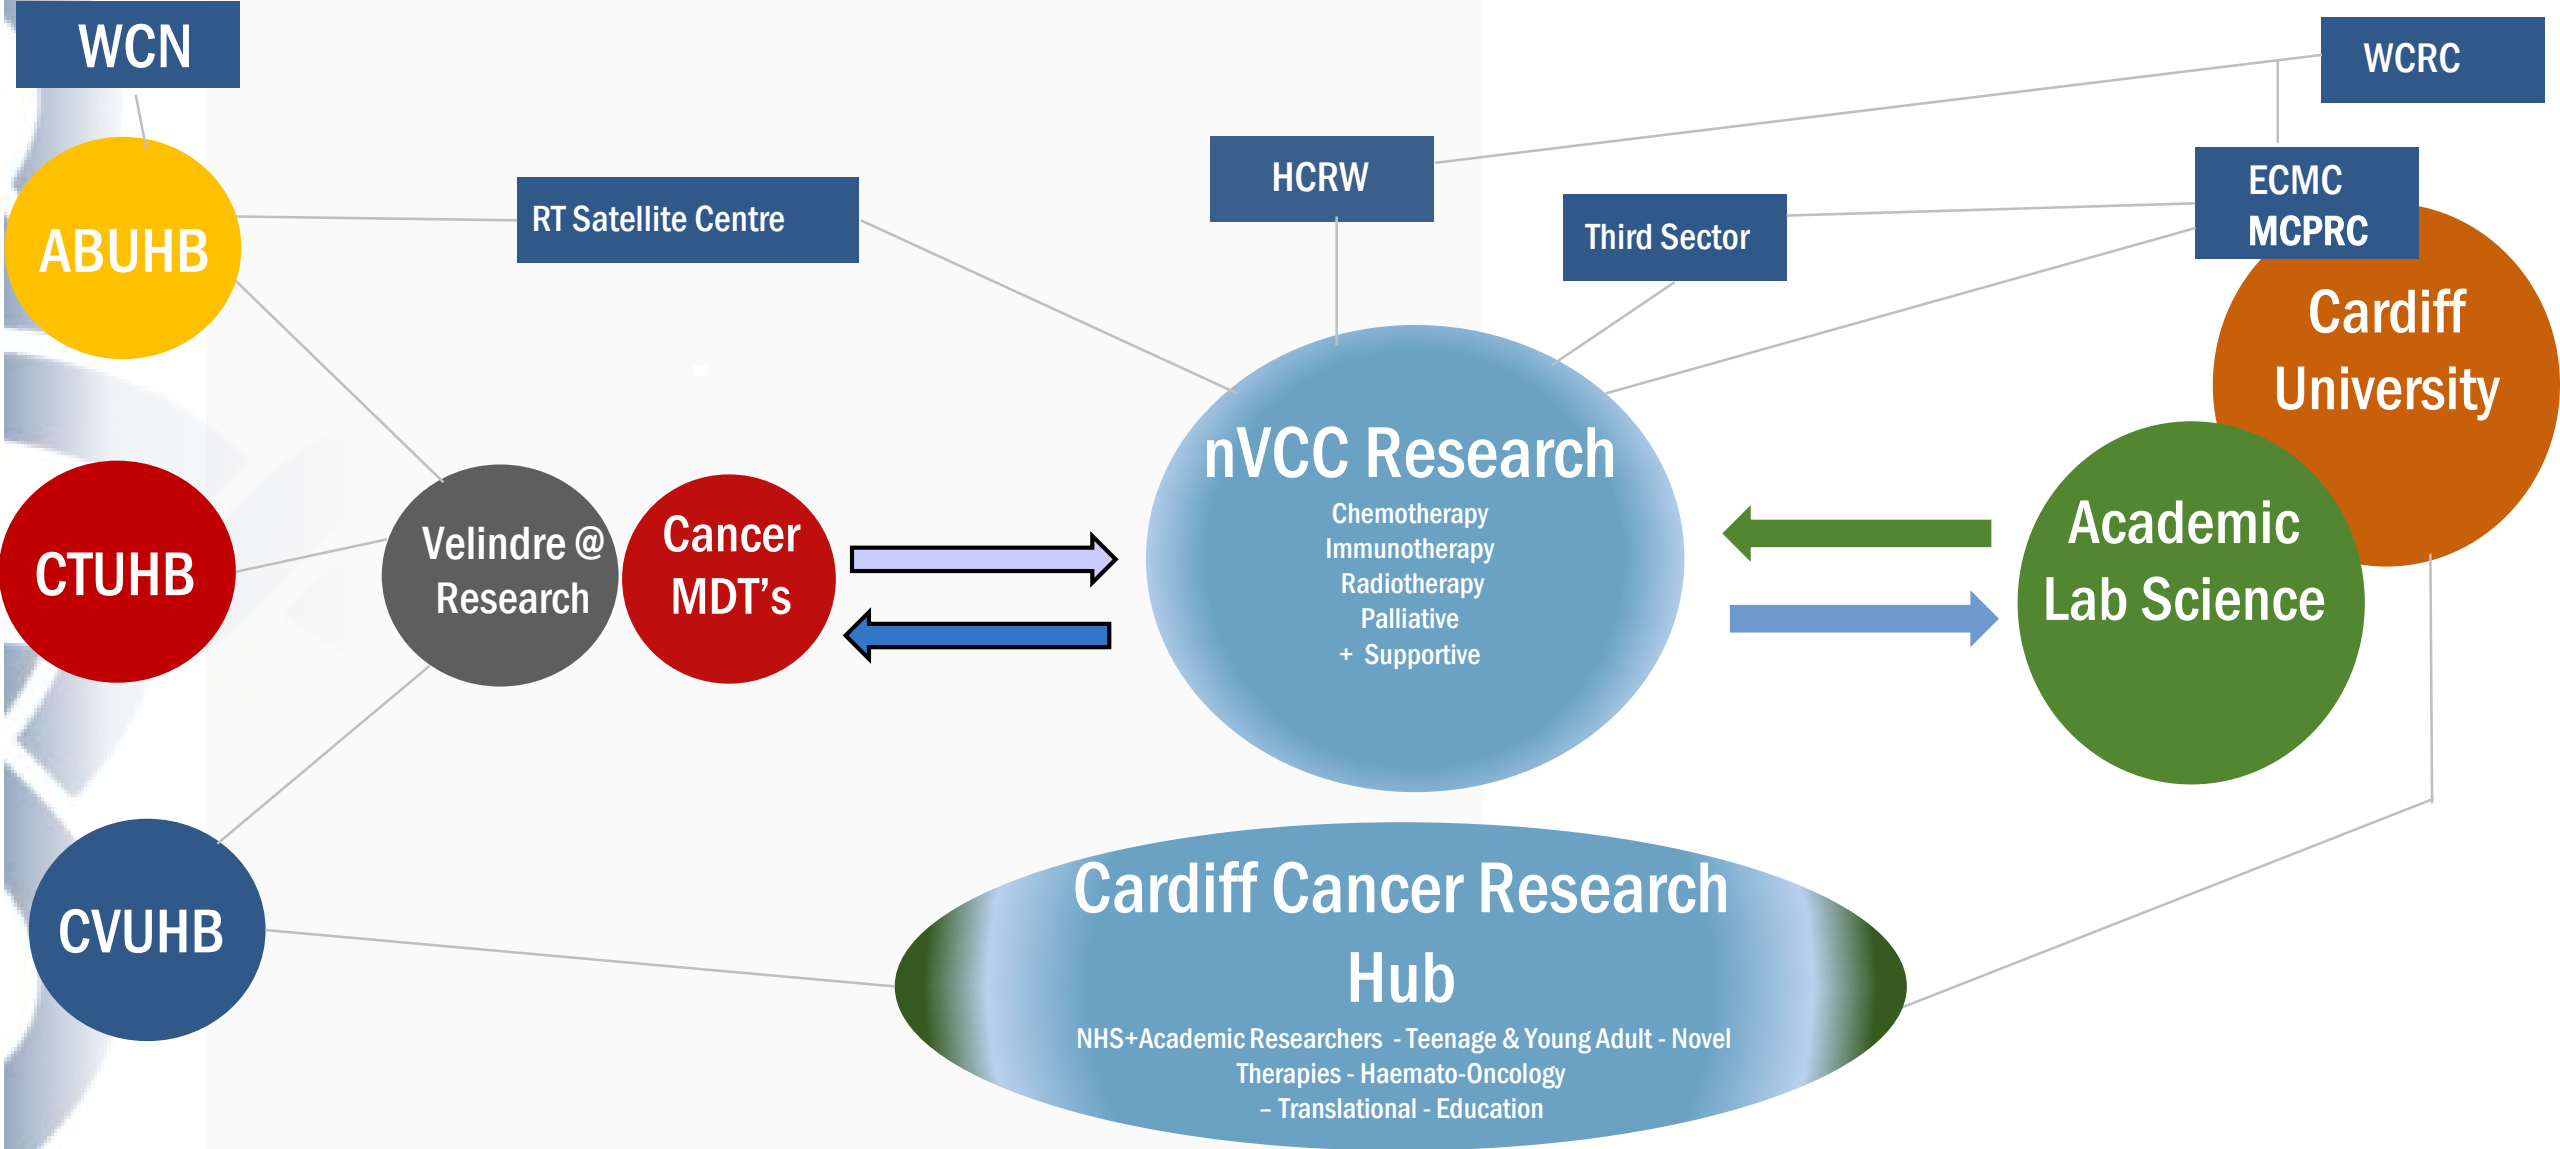 WCN
WCRC
HCRW
ECMC
MCPRC
RT Satellite Centre
Third Sector
ABUHB
Cardiff
University
nVCC Research
Chemotherapy
Immunotherapy
Radiotherapy
Palliative
+ Supportive
CTUHB
Velindre @
Research
Cancer
MDT's
Academic
Lab Science
CVUHB
Cardiff Cancer Research
Hub
NHS+Academic Researchers - Teenage & Young Adult - Novel
Therapies - Haemato-Oncology
– Translational - Education